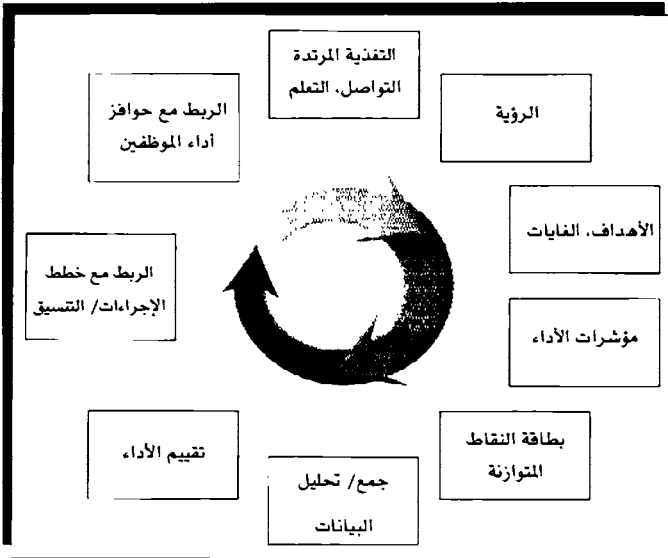 التغذية المرتدة
التواصل، التعلم
الرؤية
الأهداف، الغايات
مؤشرات الأداء
بطاقة النقاط
المتوازنة
جمع/ تحليل
البيانات
تقييم الأداء
الربط مع خطط
الإجراءات/ التنسيق
الربط مع حوافز
أداء الموظفين